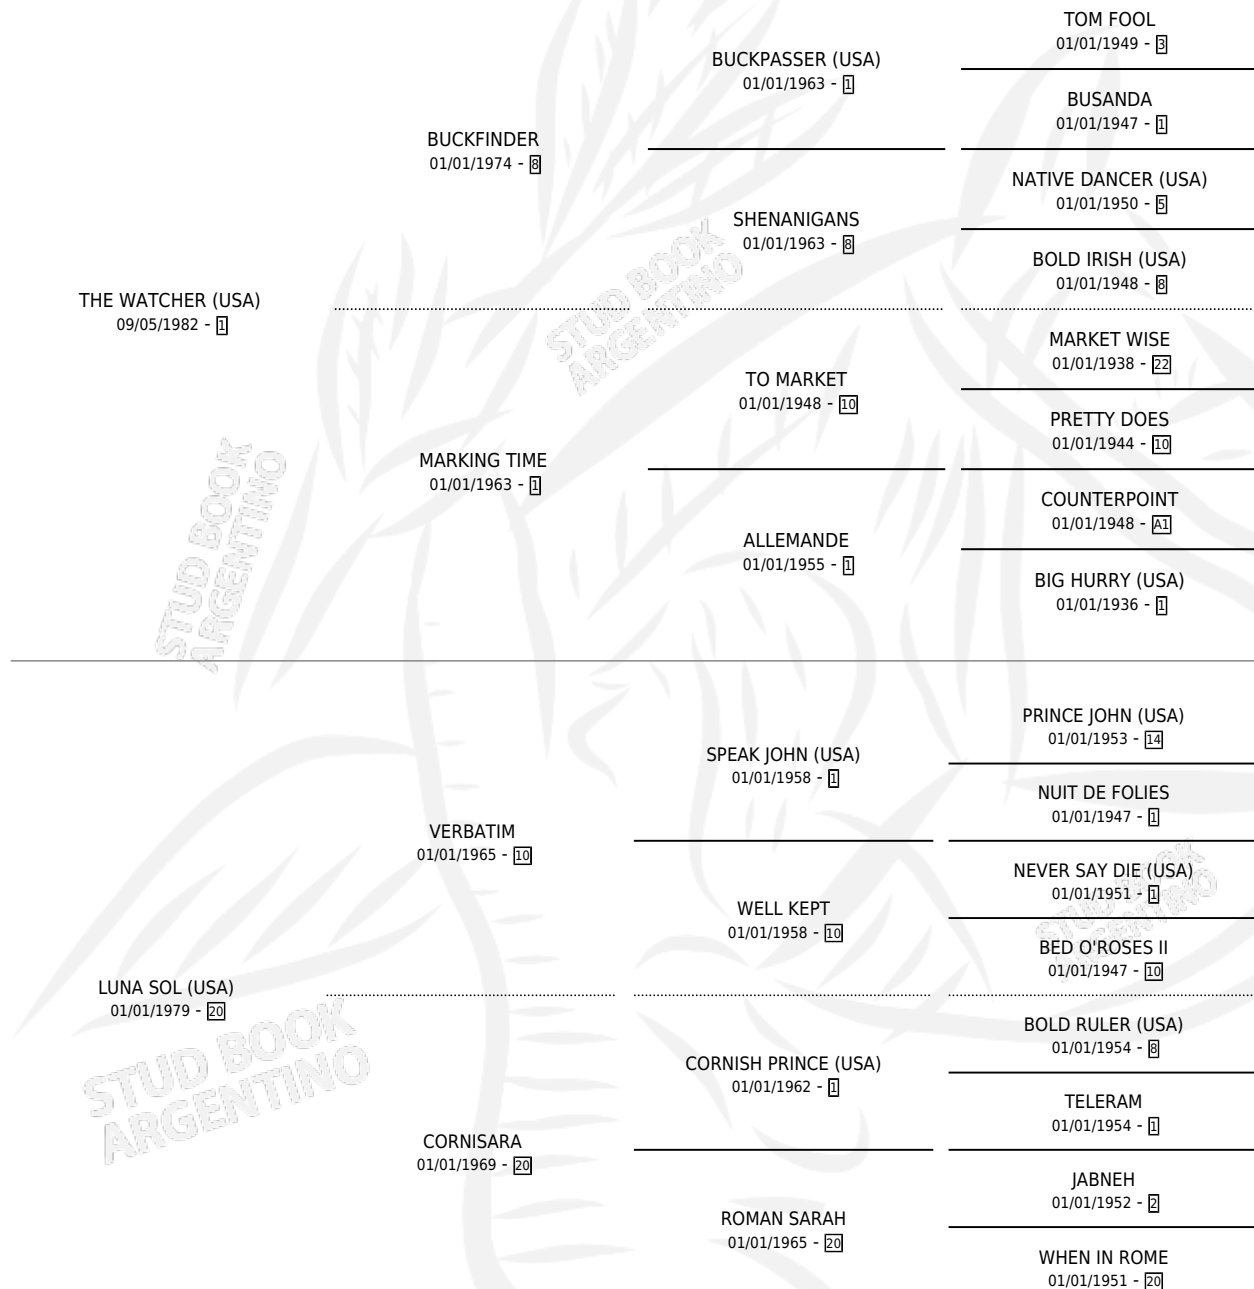 TOM FOOL
01/01/1949 - 3
BUCKPASSER (USA)
01/01/1963 - 1
BUSANDA
01/01/1947 - 1
BUCKFINDER
01/01/1974 - 8
NATIVE DANCER (USA)
01/01/1950 - 5
SHENANIGANS
01/01/1963 - 8
BOLD IRISH (USA)
01/01/1948 - 8
THE WATCHER (USA)
09/05/1982 - 1
MARKET WISE
01/01/1938 - 22
TO MARKET
01/01/1948 - 10
PRETTY DOES
01/01/1944 - 10
MARKING TIME
01/01/1963 - 1
COUNTERPOINT
01/01/1948 - A1
ALLEMANDE
01/01/1955 - 1
BIG HURRY (USA)
01/01/1936 - 1
STUD BOOK
ARGENTINO
STUD BOOK
ARGENTINO
PRINCE JOHN (USA)
01/01/1953 - 14
SPEAK JOHN (USA)
01/01/1958 - 1
NUIT DE FOLIES
01/01/1947 - 1
VERBATIM
01/01/1965 - 10
NEVER SAY DIE (USA)
01/01/1951 - 1
WELL KEPT
01/01/1958 - 10
BED O'ROSES II
01/01/1947 - 10
LUNA SOL (USA)
01/01/1979 - 20
BOLD RULER (USA)
01/01/1954 - 8
CORNISH PRINCE (USA)
01/01/1962 - 1
TELERAM
01/01/1954 - 1
CORNISARA
01/01/1969 - 20
JABNEH
01/01/1952 - 2
ROMAN SARAH
01/01/1965 - 20
WHEN IN ROME
01/01/1951 - 20
STUD BOOK
ARGENTINO
STUD BOOK
ARGENTINO